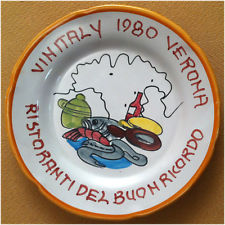 VINITALY 1980 VERONA
RISTORANTI DEL BUON RICORDO